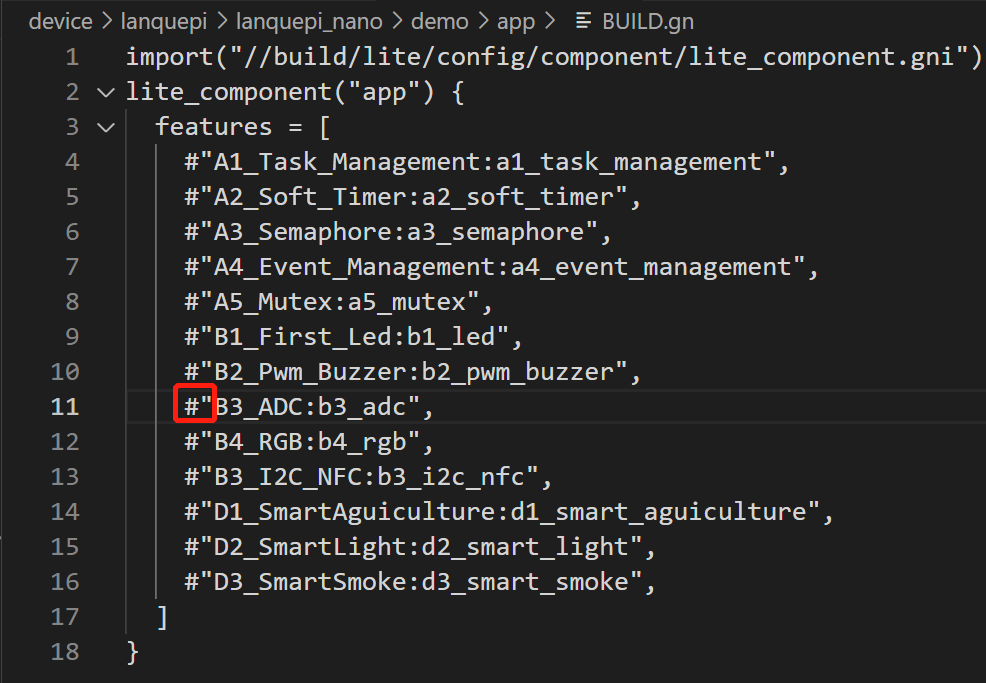 device > lanquepi > lanquepi_nano > demo > app > BUILD.gn
1 import("//build/lite/config/component/lite_component.gni")
2 lite_component("app") {
3 features = [
4 #"A1_Task_Management:a1_task_management",
5 #"A2_Soft_Timer:a2_soft_timer",
6 #"A3_Semaphore:a3_semaphore",
7 #"A4_Event_Management:a4_event_management",
8 #"A5_Mutex:a5_mutex",
9 #"B1_First_Led:b1_led",
10 #"B2_Pwm_Buzzer:b2_pwm_buzzer",
11 #"B3_ADC:b3_adc",
12 #"B4_RGB:b4_rgb",
13 #"B3_I2C_NFC:b3_i2c_nfc",
14 #"D1_SmartAguiculture:d1_smart_aguiculture",
15 #"D2_SmartLight:d2_smart_light",
16 #"D3_SmartSmoke:d3_smart_smoke",
17 ]
18 }